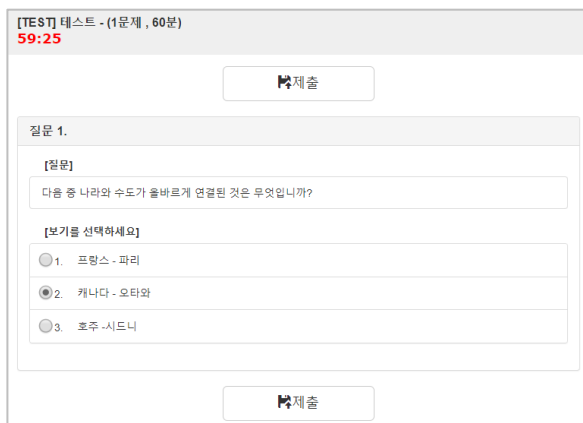 [TEST] 테스트 - (1문제 , 60분)
59:25
제출
질문 1.
[질문]
다음 중 나라와 수도가 올바르게 연결된 것은 무엇입니까?
[보기를 선택하세요]
1. 프랑스 - 파리
2. 캐나다 - 오타와
3. 호주 -시드니
제출